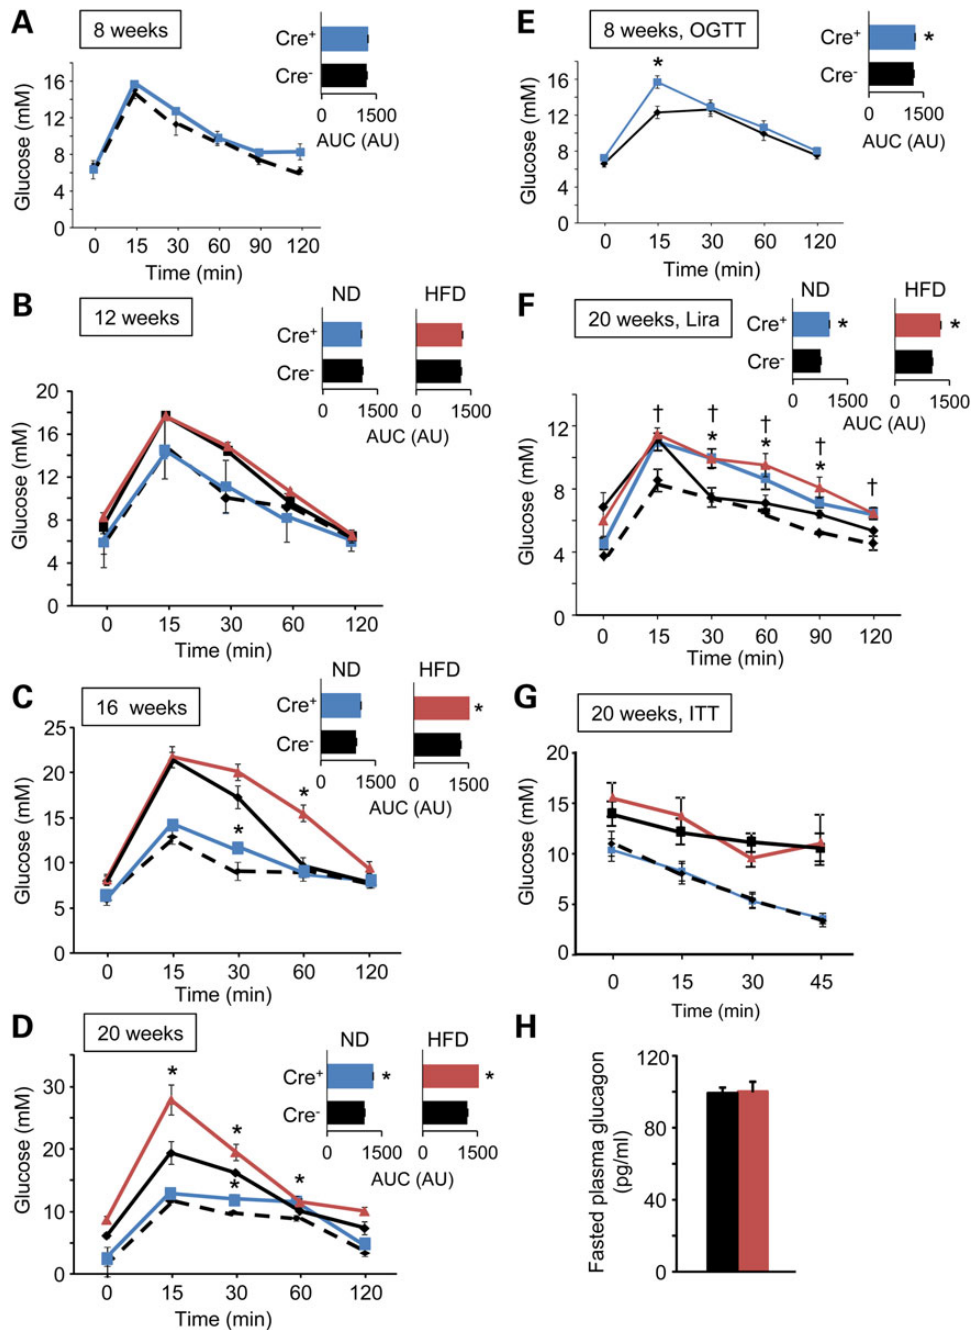 A
8 weeks
Cre⁺
Cre⁻
0 1500
AUC (AU)
Glucose (mM)
16
12
8
4
0
0 15 30 60 90 120
Time (min)
E
8 weeks, OGTT
Cre⁺ *
Cre⁻
0 1500
AUC (AU)
*
Glucose (mM)
16
12
8
4
0
0 15 30 60 120
Time (min)
B
12 weeks
ND HFD
Cre⁺
Cre⁻
0 1500 0 1500
AUC (AU)
Glucose (mM)
20
16
12
8
4
0
0 15 30 60 120
Time (min)
F
20 weeks, Lira
ND HFD
Cre⁺ * *
Cre⁻
0 1500 0 1500
AUC (AU)
† † † † †
* * *
Glucose (mM)
12
8
4
0
0 15 30 60 90 120
Time (min)
C
16 weeks
ND HFD
Cre⁺ *
Cre⁻
0 1500 0 1500
AUC (AU)
* *
Glucose (mM)
25
20
15
10
5
0
0 15 30 60 120
Time (min)
G
20 weeks, ITT
Glucose (mM)
20
15
10
5
0
0 15 30 45
Time (min)
D
20 weeks
ND HFD
Cre⁺ * *
Cre⁻
0 1500 0 1500
AUC (AU)
* * * *
Glucose (mM)
30
20
10
0
0 15 30 60 120
Time (min)
H
Fasted plasma glucagon
(pg/ml)
120
80
40
0